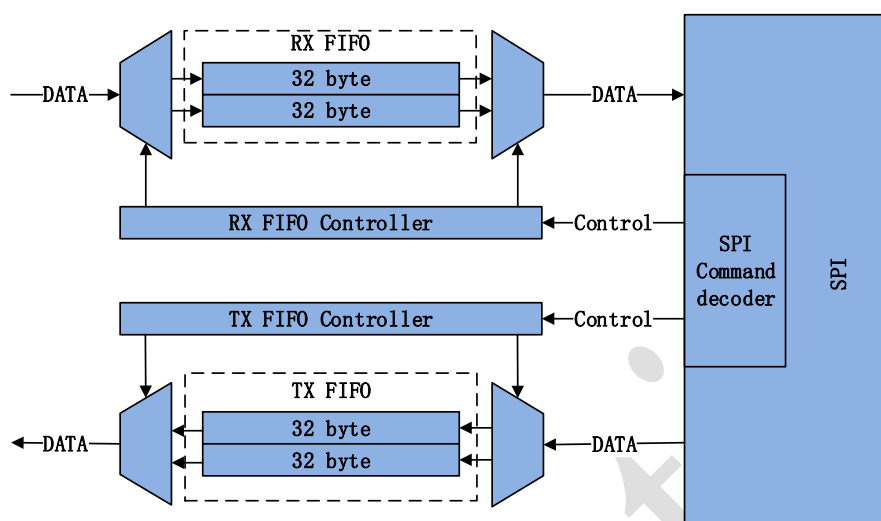 RX FIFO
32 byte
32 byte
DATA
DATA
RX FIFO Controller
Control
SPI
Command
decoder
SPI
TX FIFO Controller
Control
TX FIFO
32 byte
32 byte
DATA
DATA